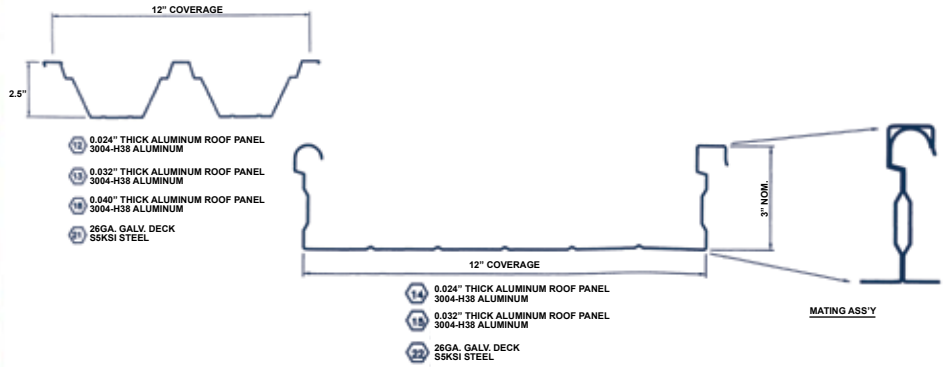 12" COVERAGE
2.5"
12 0.024" THICK ALUMINUM ROOF PANEL
3004-H38 ALUMINUM
13 0.032" THICK ALUMINUM ROOF PANEL
3004-H38 ALUMINUM
16 0.040" THICK ALUMINUM ROOF PANEL
3004-H38 ALUMINUM
21 26GA. GALV. DECK
S5KSI STEEL
3" NOM.
12" COVERAGE
14 0.024" THICK ALUMINUM ROOF PANEL
3004-H38 ALUMINUM
15 0.032" THICK ALUMINUM ROOF PANEL
3004-H38 ALUMINUM
22 26GA. GALV. DECK
S5KSI STEEL
MATING ASS'Y